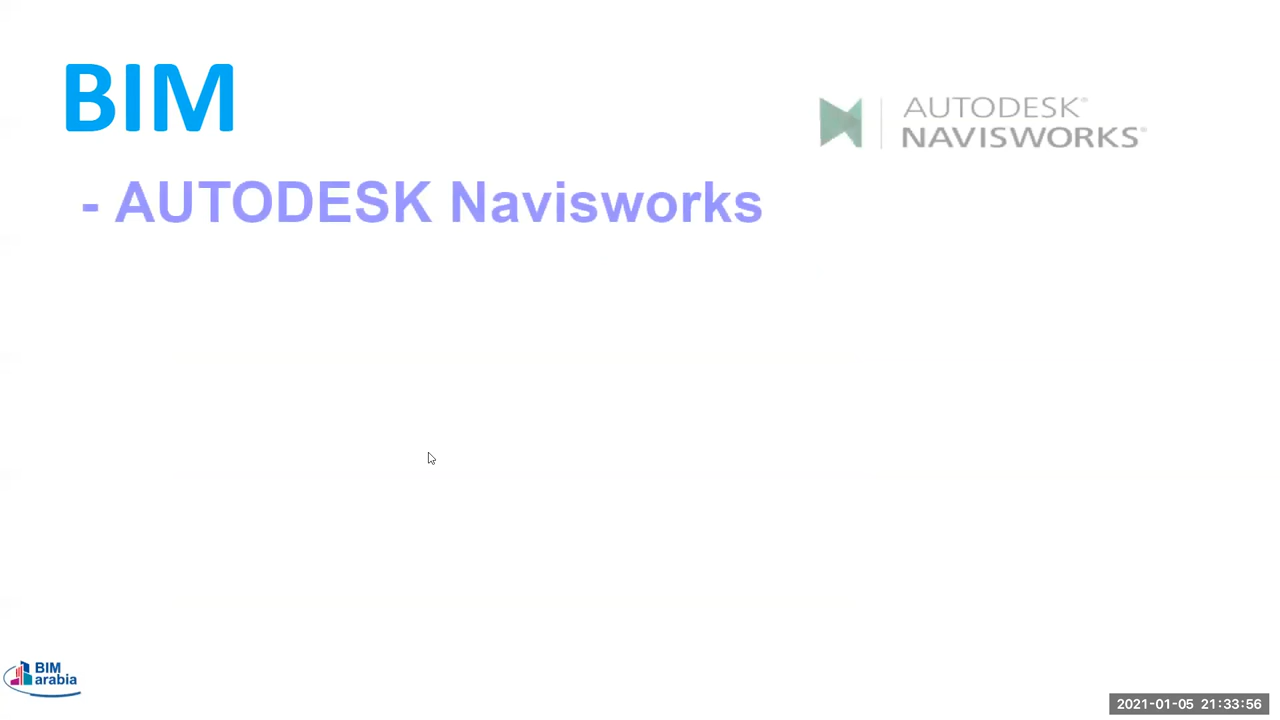 BIM
AUTODESK®
NAVISWORKS®
- AUTODESK Navisworks
BIM
arabia
2021-01-05 21:33:56